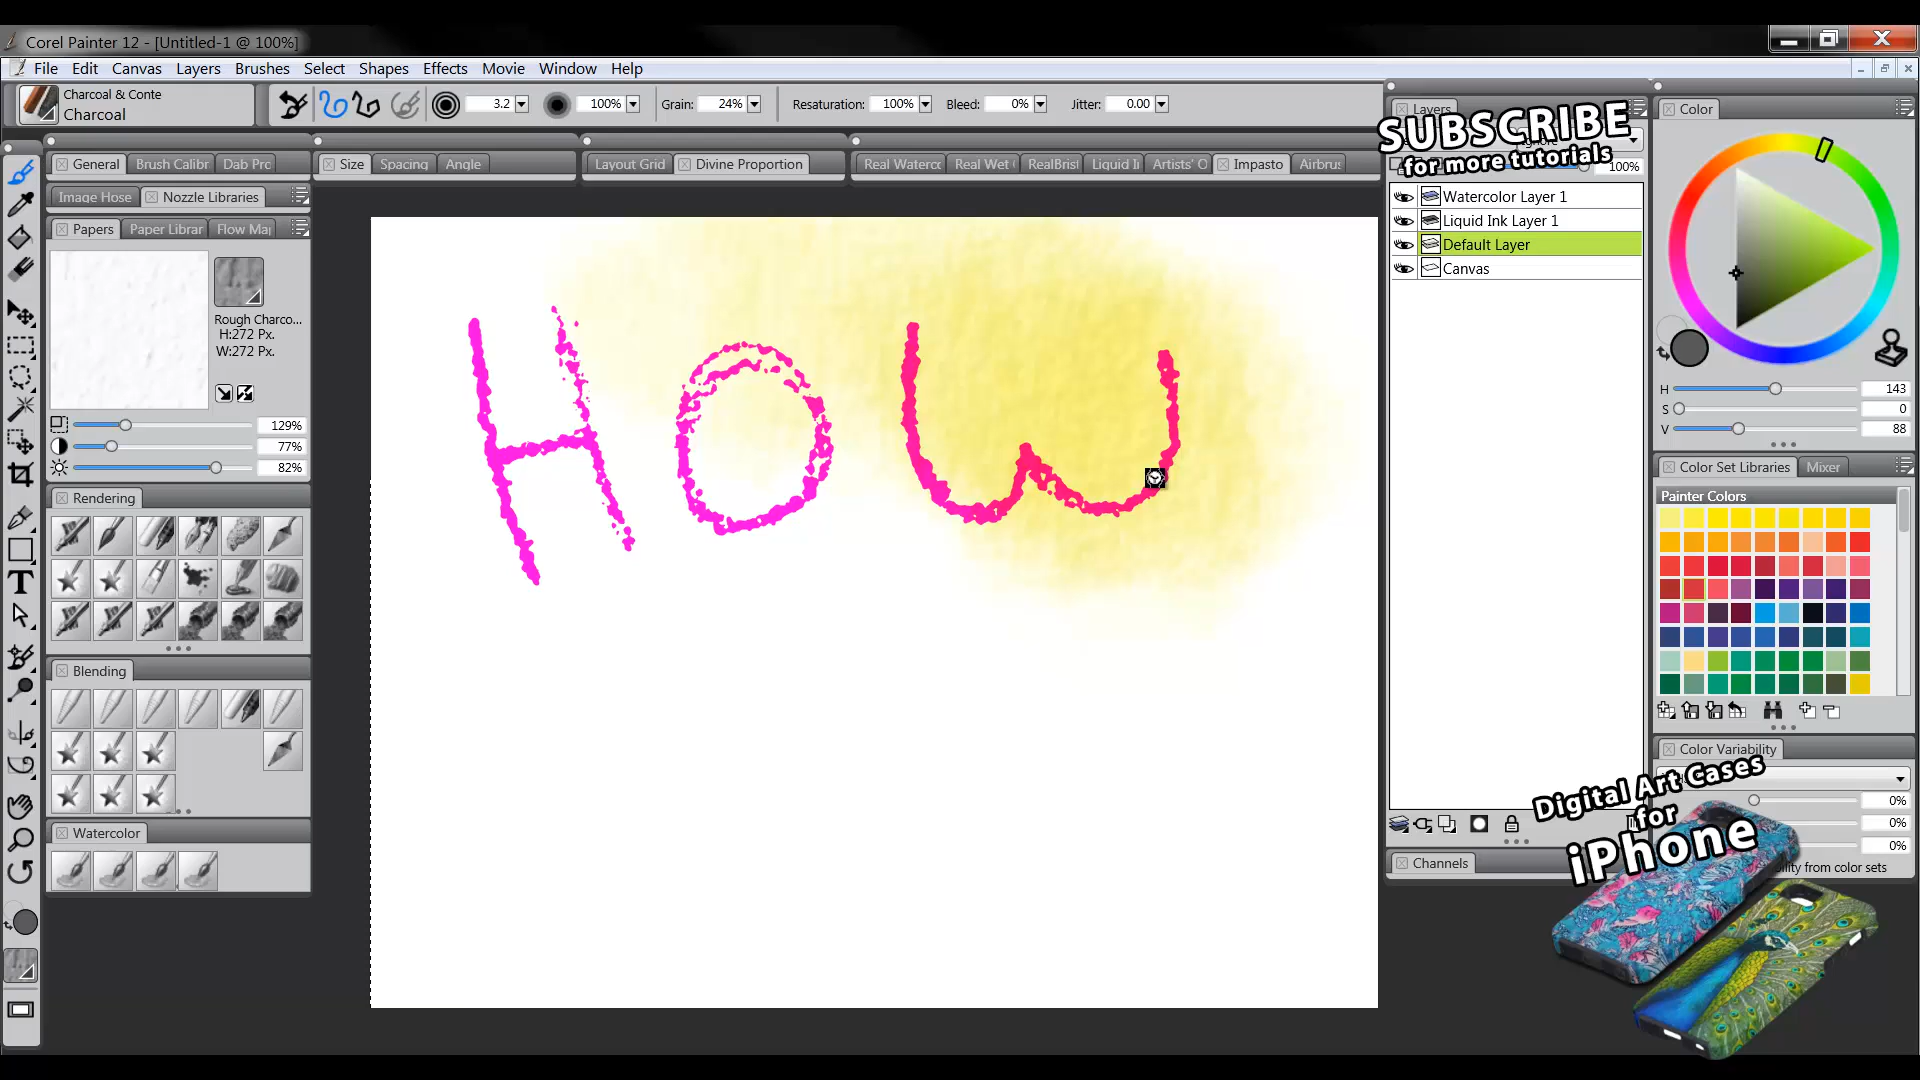 Corel Painter 12 - [Untitled-1 @ 100%]
File Edit Canvas Layers Brushes Select Shapes Effects Movie Window Help
Charcoal & Conte
Charcoal
3.2 100% Grain: 24% Resaturation: 100% Bleed: 0% Jitter: 0.00
General Brush Calibr Dab Pro Size Spacing Angle Layout Grid Divine Proportion Real Waterco Real Wet RealBrist Liquid I Artists' O Impasto Airbrus
Image Hose Nozzle Libraries
Papers Paper Librar Flow Ma
Rough Charco...
H:272 Px.
W:272 Px.
129%
77%
82%
Rendering
Blending
Watercolor
HOW
Layers
SUBSCRIBE
for more tutorials
100%
Watercolor Layer 1
Liquid Ink Layer 1
Default Layer
Canvas
Channels
Color
H 143
S 0
V 88
Color Set Libraries Mixer
Painter Colors
Color Variability
0%
0%
0%
ility from color sets
Digital Art Cases
for
iPhone